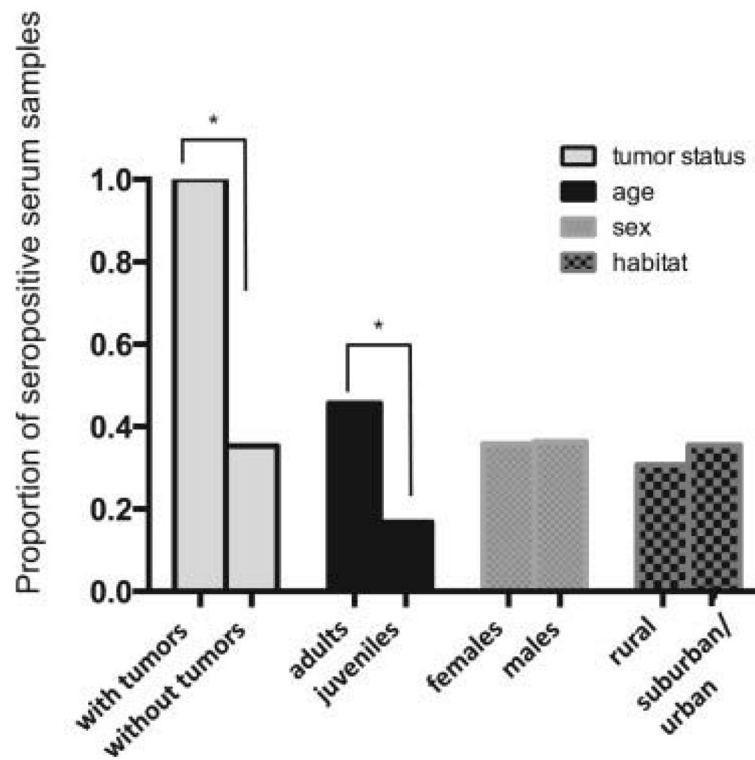 Proportion of seropositive serum samples
*
*
tumor status
age
sex
habitat
1.0
0.8
0.6
0.4
0.2
0.0
with tumors
without tumors
adults
juveniles
females
males
rural
suburban/
urban